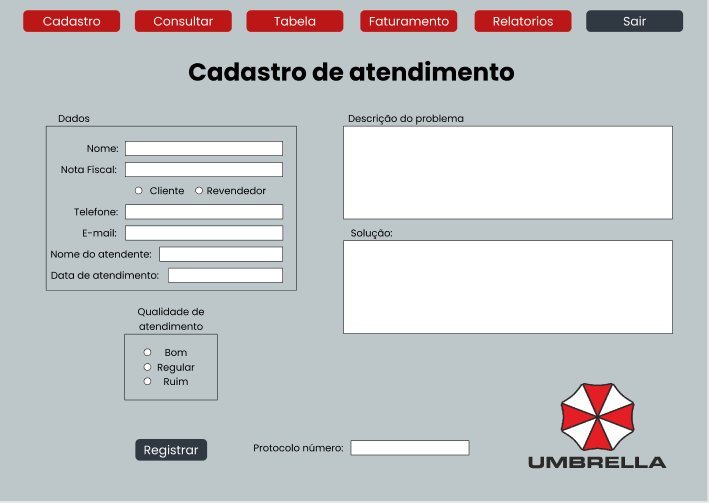 Cadastro
Consultar
Tabela
Faturamento
Relatorios
Sair
Cadastro de atendimento
Dados
Nome:
Nota Fiscal:
Cliente
Revendedor
Telefone:
E-mail:
Nome do atendente:
Data de atendimento:
Descrição do problema
Solução:
Qualidade de
atendimento
Bom
Regular
Ruim
Registrar
Protocolo número:
UMBRELLA